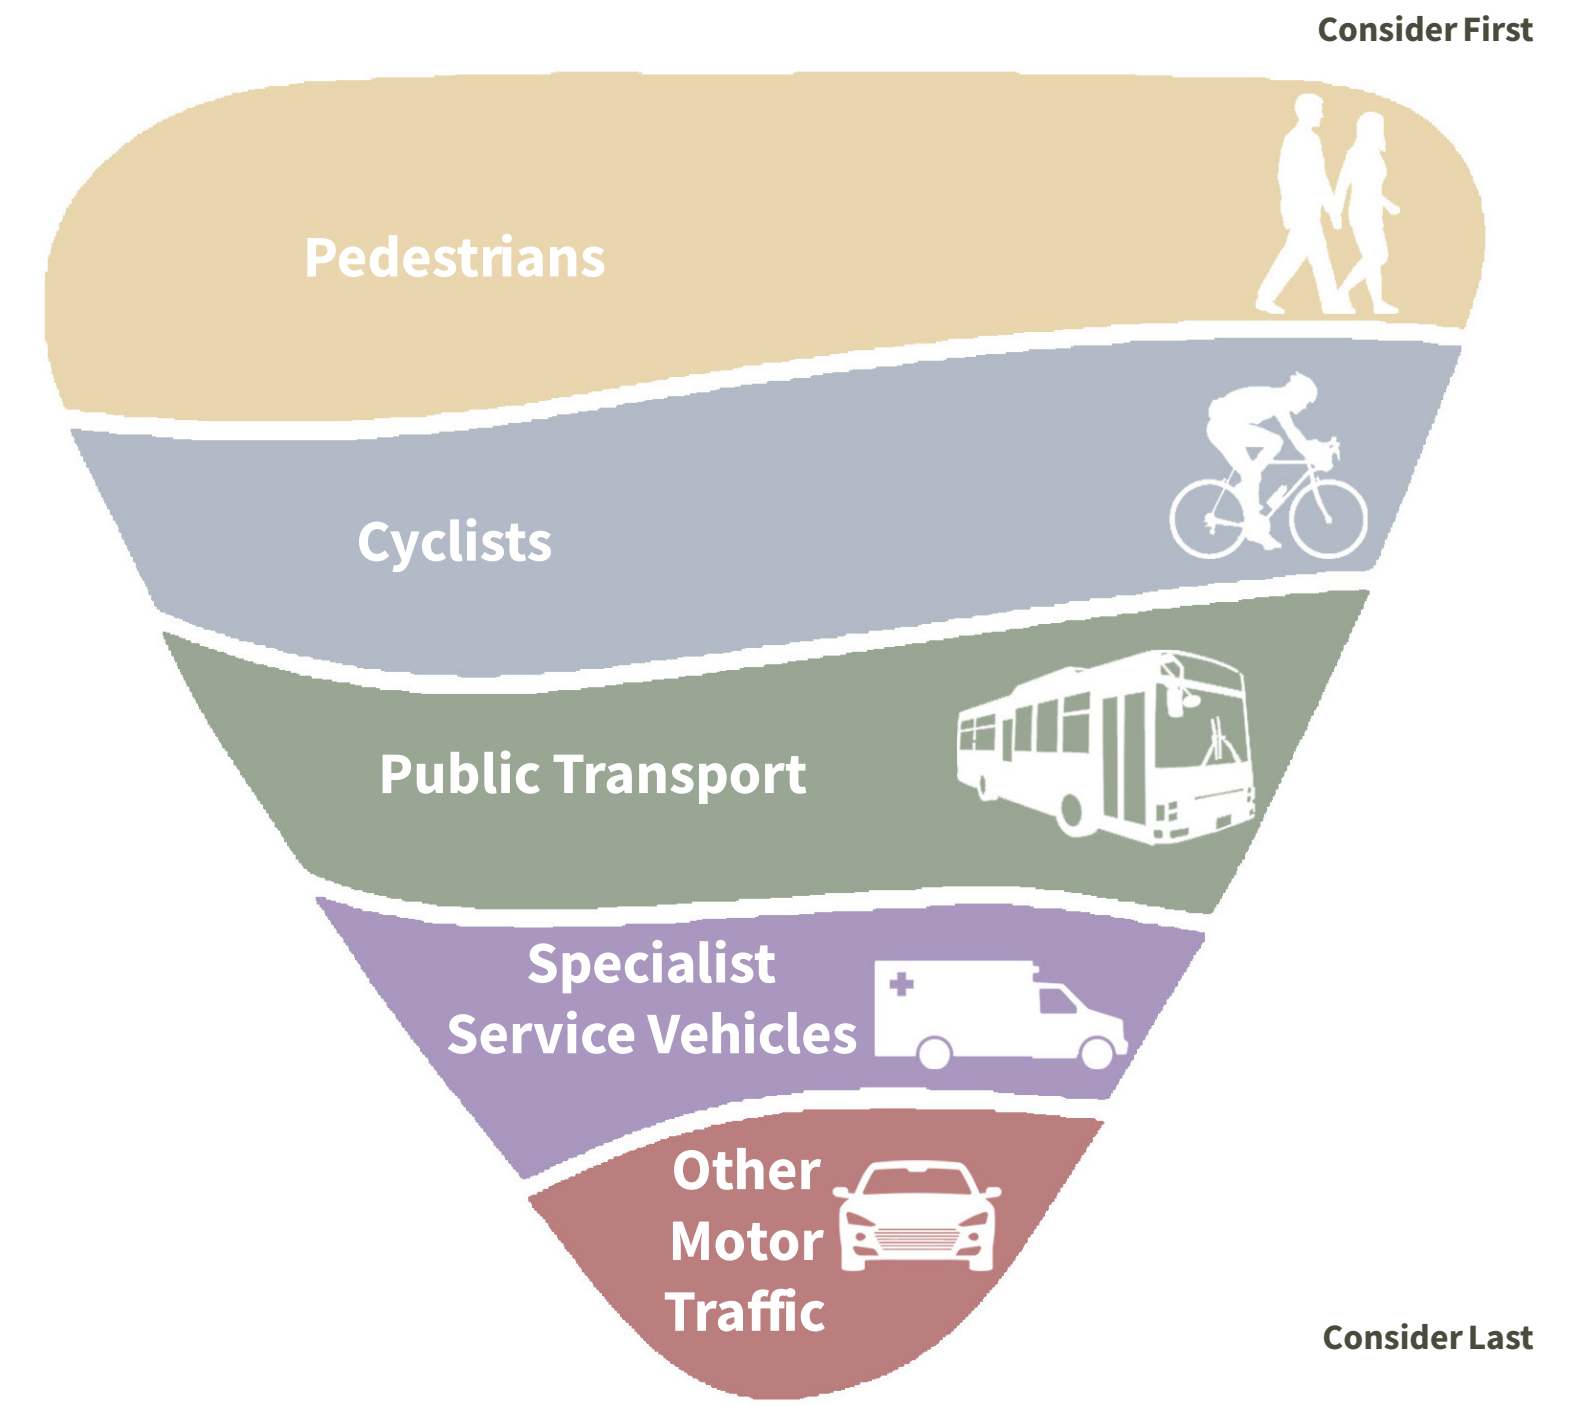 Consider First
Pedestrians
Cyclists
Public Transport
Specialist
Service Vehicles
Other
Motor
Traffic
Consider Last